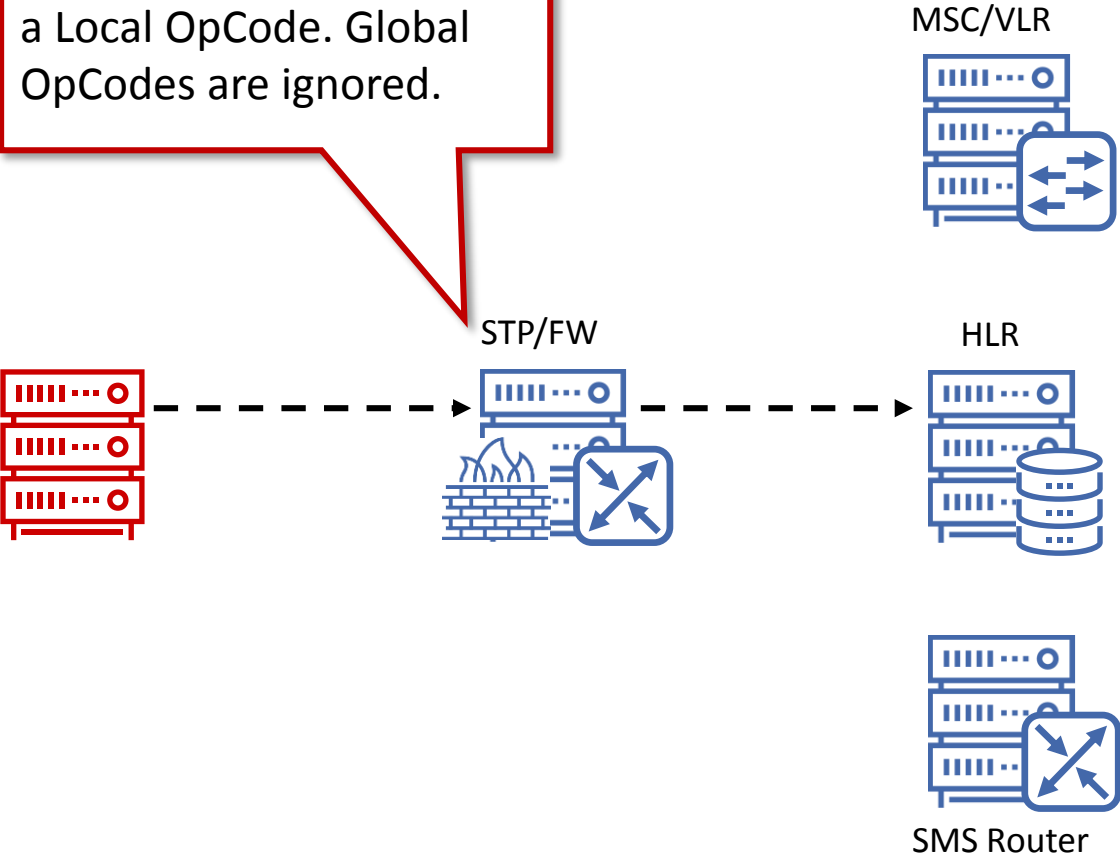 a Local OpCode. Global
OpCodes are ignored.
MSC/VLR
STP/FW
HLR
SMS Router